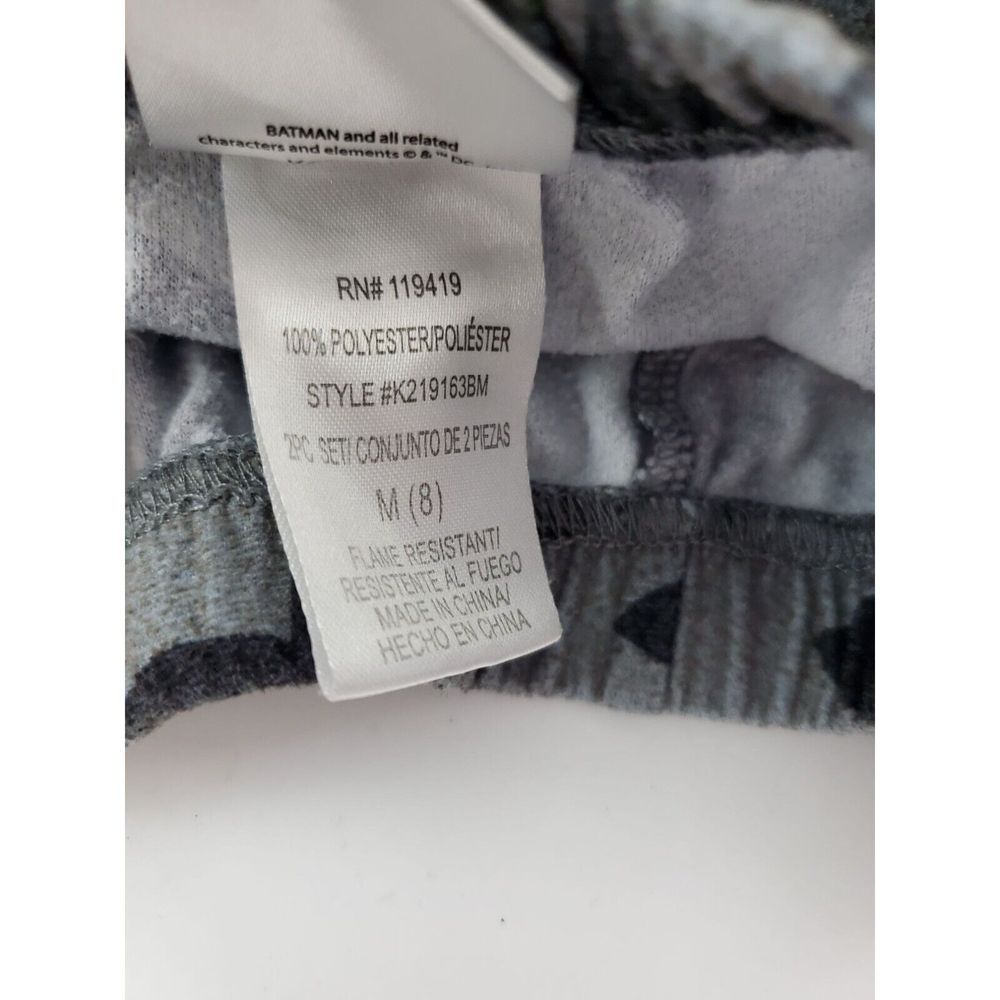 BATMAN and all related
characters and elements © & ™ DC
RN# 119419
100% POLYESTER/POLIÉSTER
STYLE #K219163BM
2PC SET/ CONJUNTO DE 2 PIEZAS
M (8)
FLAME RESISTANT/
RESISTENTE AL FUEGO
MADE IN CHINA/
HECHO EN CHINA